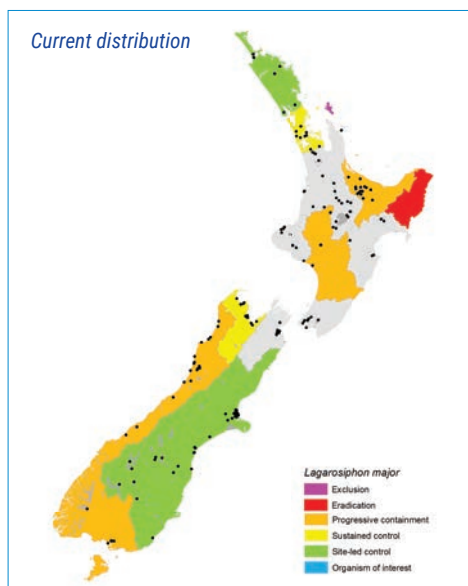 Current distribution
Lagarosiphon major
Exclusion
Eradication
Progressive containment
Sustained control
Site-led control
Organism of interest